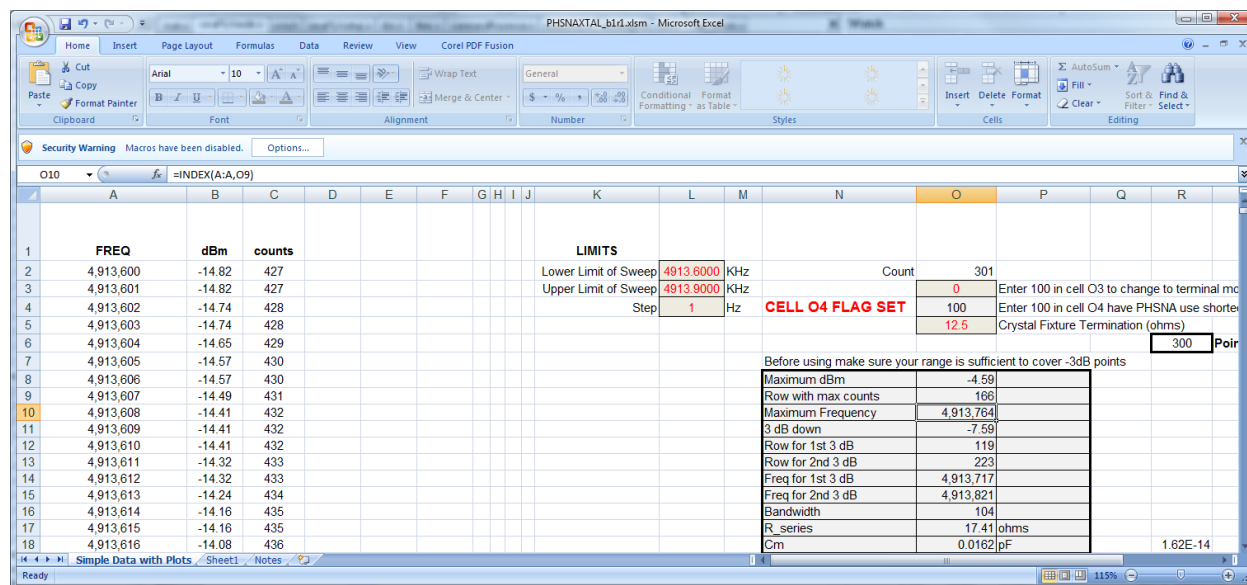 PHSNAXTAL_b1r1.xlsm - Microsoft Excel
Home Insert Page Layout Formulas Data Review View Corel PDF Fusion
Paste
Cut
Copy
Format Painter
Clipboard
Arial 10
Font
Wrap Text
Merge & Center
Alignment
General
$ % ,
Number
Conditional Formatting
Format as Table
Styles
Insert Delete Format
Cells
AutoSum
Fill
Clear
Sort & Filter
Find & Select
Editing
Security Warning Macros have been disabled. Options...
O10 fx =INDEX(A:A,O9)
A B C D E F G H I J K L M N O P Q R
1 FREQ dBm counts LIMITS
2 4,913,600 -14.82 427 Lower Limit of Sweep 4913.6000 KHz Count 301
3 4,913,601 -14.82 427 Upper Limit of Sweep 4913.9000 KHz 0 Enter 100 in cell O3 to change to terminal mo
4 4,913,602 -14.74 428 Step 1 Hz CELL O4 FLAG SET 100 Enter 100 in cell O4 have PHSNA use shorte
5 4,913,603 -14.74 428 12.5 Crystal Fixture Termination (ohms)
6 4,913,604 -14.65 429 300 Poin
7 4,913,605 -14.57 430 Before using make sure your range is sufficient to cover -3dB points
8 4,913,606 -14.57 430 Maximum dBm -4.59
9 4,913,607 -14.49 431 Row with max counts 166
10 4,913,608 -14.41 432 Maximum Frequency 4,913,764
11 4,913,609 -14.41 432 3 dB down -7.59
12 4,913,610 -14.41 432 Row for 1st 3 dB 119
13 4,913,611 -14.32 433 Row for 2nd 3 dB 223
14 4,913,612 -14.32 433 Freq for 1st 3 dB 4,913,717
15 4,913,613 -14.24 434 Freq for 2nd 3 dB 4,913,821
16 4,913,614 -14.16 435 Bandwidth 104
17 4,913,615 -14.16 435 R_series 17.41 ohms
18 4,913,616 -14.08 436 Cm 0.0162 pF 1.62E-14
Simple Data with Plots Sheet1 Notes
Ready 115%